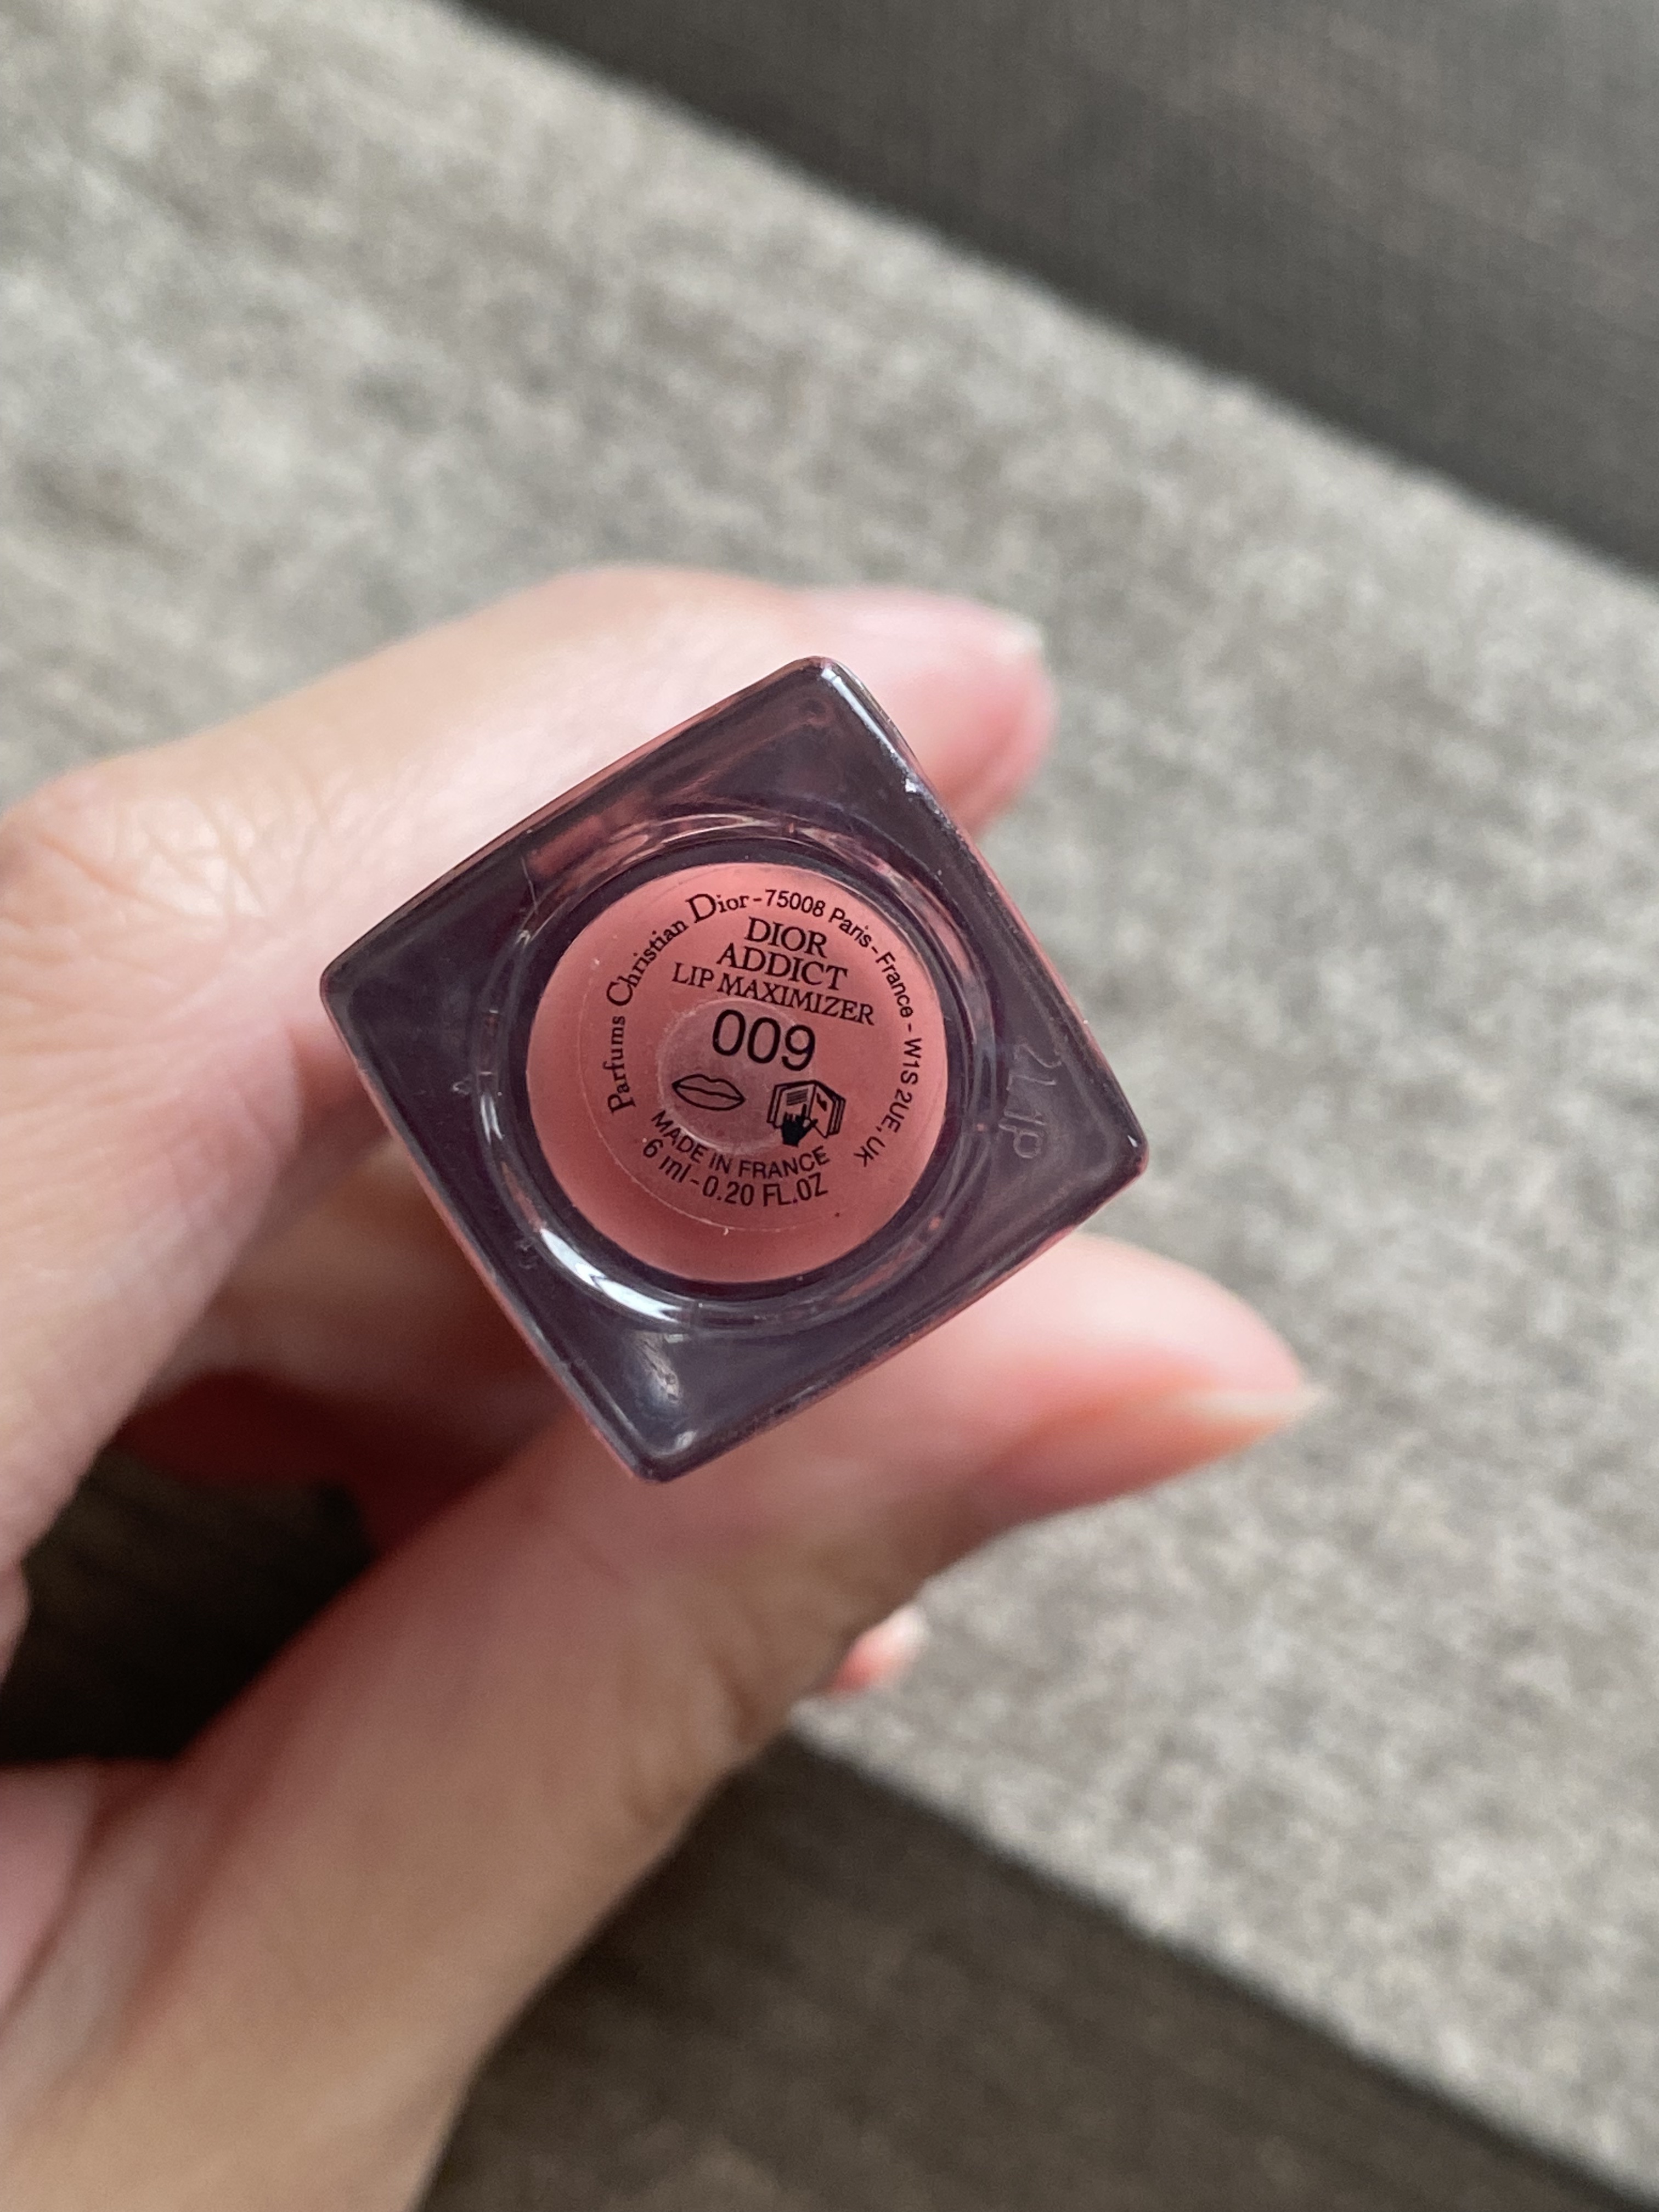 Parfums Christian Dior - 75008 Paris - France - W1S 2UE, UK
DIOR
ADDICT
LIP MAXIMIZER
009
MADE IN FRANCE
6 ml - 0.20 FL.OZ